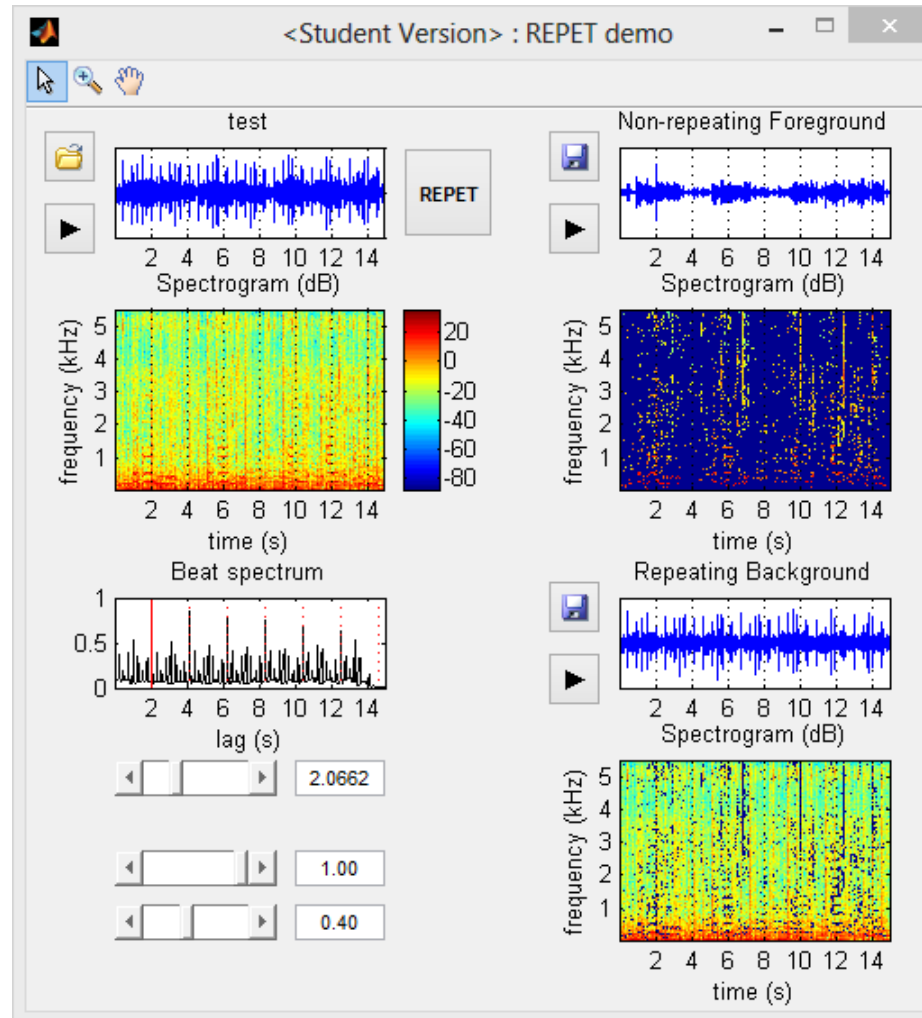 <Student Version> : REPET demo
test
REPET
2 4 6 8 10 12 14
Spectrogram (dB)
frequency (kHz)
5
4
3
2
1
2 4 6 8 10 12 14
time (s)
20
0
-20
-40
-60
-80
Beat spectrum
1
0.5
0
2 4 6 8 10 12 14
lag (s)
2.0662
1.00
0.40
Non-repeating Foreground
2 4 6 8 10 12 14
Spectrogram (dB)
frequency (kHz)
5
4
3
2
1
2 4 6 8 10 12 14
time (s)
Repeating Background
2 4 6 8 10 12 14
Spectrogram (dB)
frequency (kHz)
5
4
3
2
1
2 4 6 8 10 12 14
time (s)